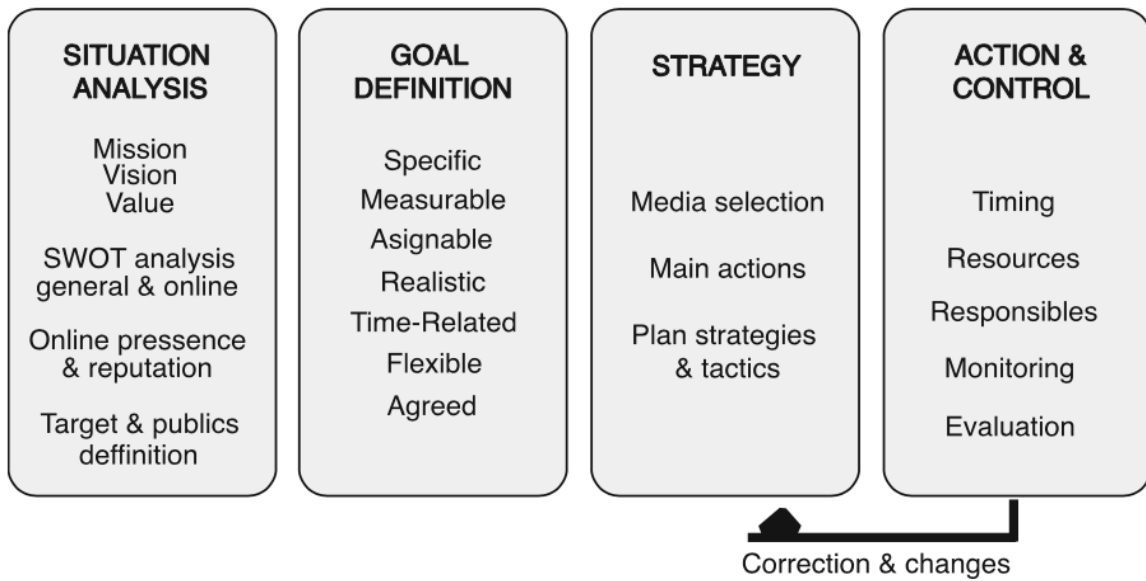 SITUATION
ANALYSIS
Mission
Vision
Value
SWOT analysis
general & online
Online pressence
& reputation
Target & publics
deffinition
GOAL
DEFINITION
Specific
Measurable
Asignable
Realistic
Time-Related
Flexible
Agreed
STRATEGY
Media selection
Main actions
Plan strategies
& tactics
ACTION &
CONTROL
Timing
Resources
Responsibles
Monitoring
Evaluation
Correction & changes